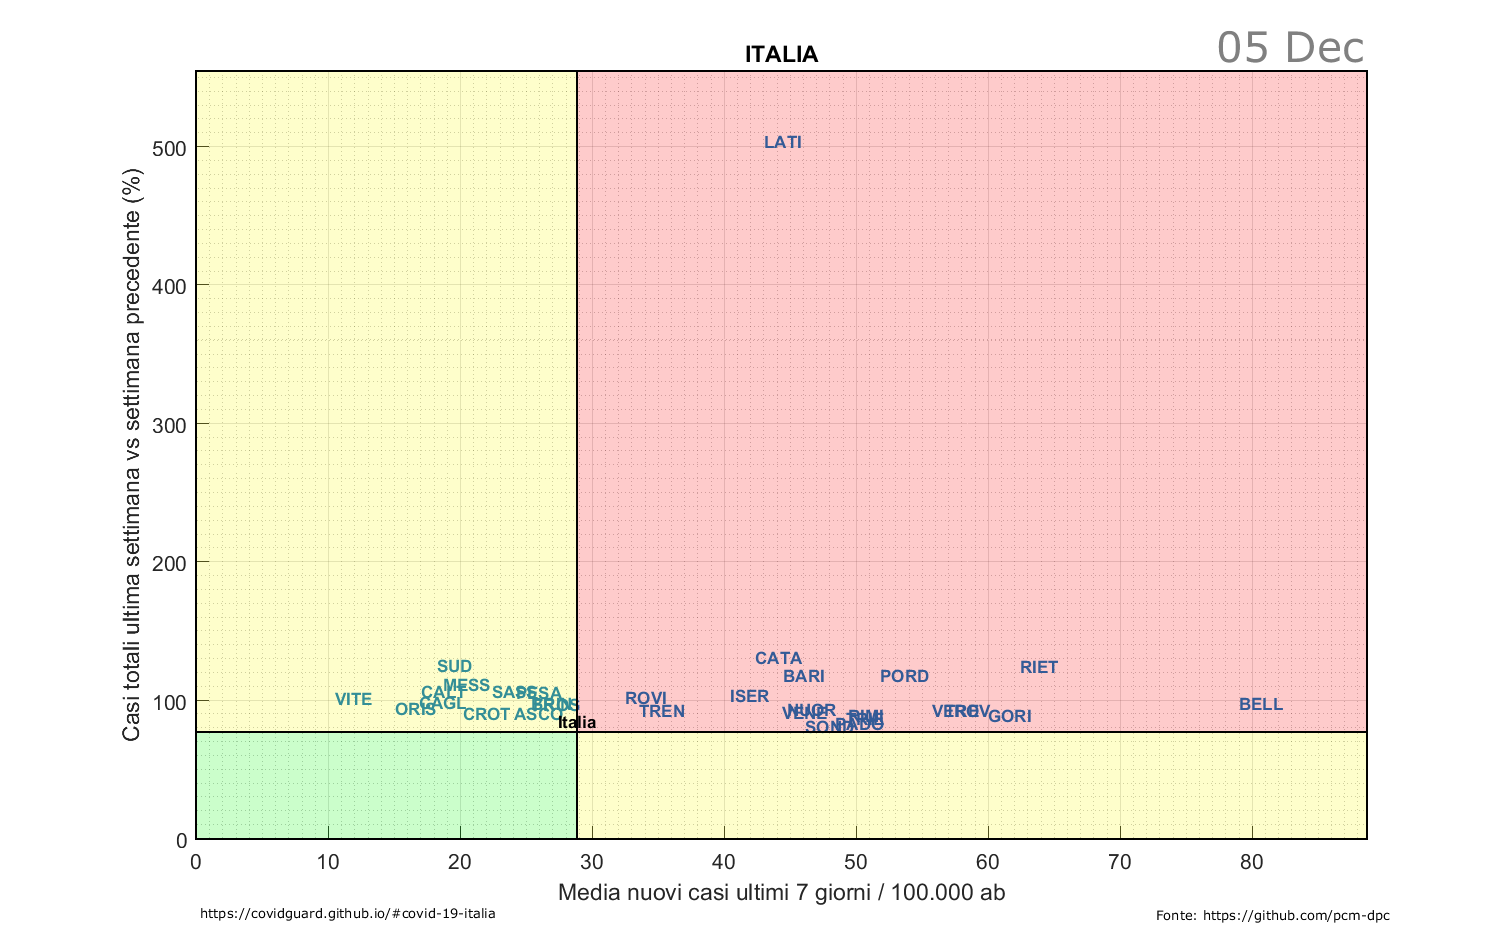 05 Dec
ITALIA
Casi totali ultima settimana vs settimana precedente (%)
500
400
300
200
100
0
LATI
CATA
SUD
RIET
BARI
PORD
MESS
CALT
SASS
PESA
ISER
VITE
ROVI
CAGL
BELL
ORIS
TREN
NUOR
VENE
TREV
CROT
ASCO
RIMI
GORI
Italia
PADO
SOND
0
10
20
30
40
50
60
70
80
Media nuovi casi ultimi 7 giorni / 100.000 ab
https://covidguard.github.io/#covid-19-italia
Fonte: https://github.com/pcm-dpc